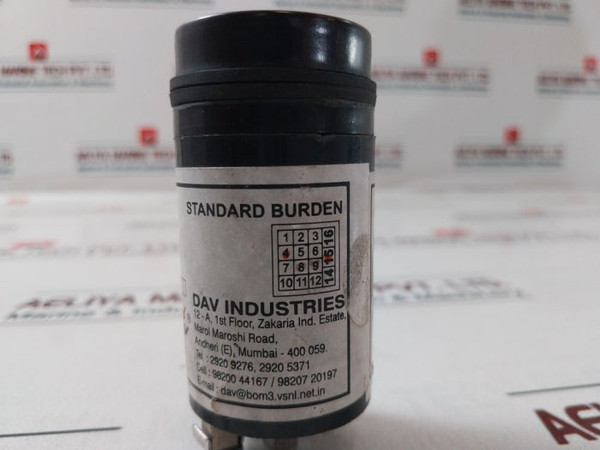 STANDARD BURDEN
1 2 3 16
4 5 6 15
7 8 9 14
10 11 12
DAV INDUSTRIES
12 - A, 1st Floor, Zakaria Ind. Estate,
Marol Maroshi Road,
Andheri (E), Mumbai - 400 059.
Tel. : 2920 9276, 2920 5371
Cell : 98200 44167 / 98207 20197
E-mail : dav@bom3.vsnl.net.in